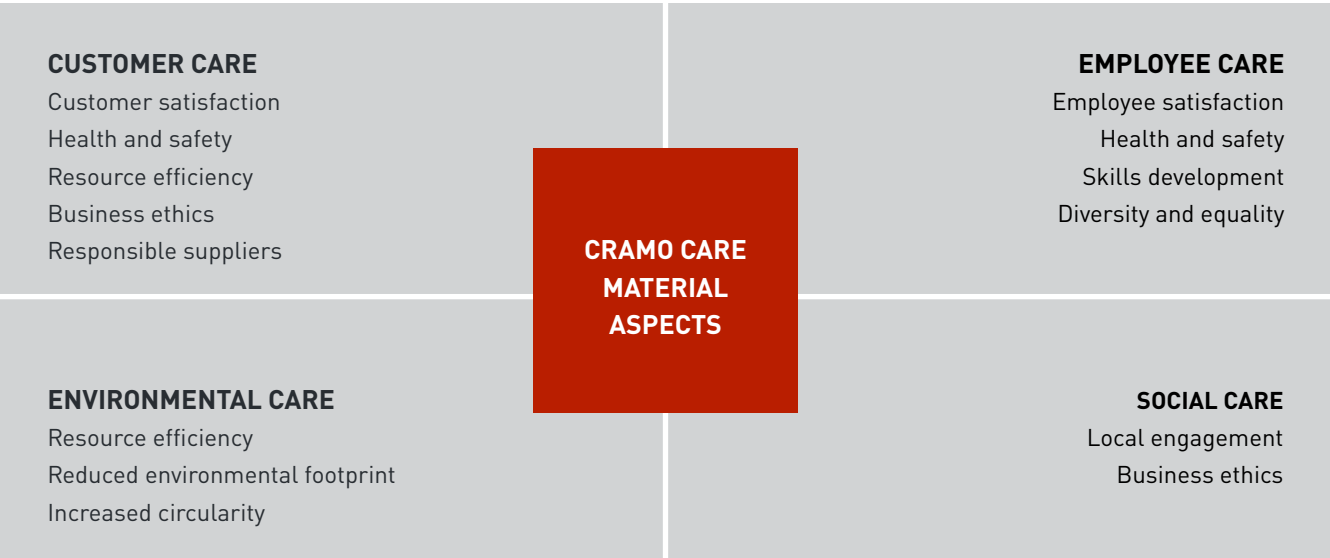 CUSTOMER CARE
Customer satisfaction
Health and safety
Resource efficiency
Business ethics
Responsible suppliers
EMPLOYEE CARE
Employee satisfaction
Health and safety
Skills development
Diversity and equality
CRAMO CARE
MATERIAL
ASPECTS
ENVIRONMENTAL CARE
Resource efficiency
Reduced environmental footprint
Increased circularity
SOCIAL CARE
Local engagement
Business ethics